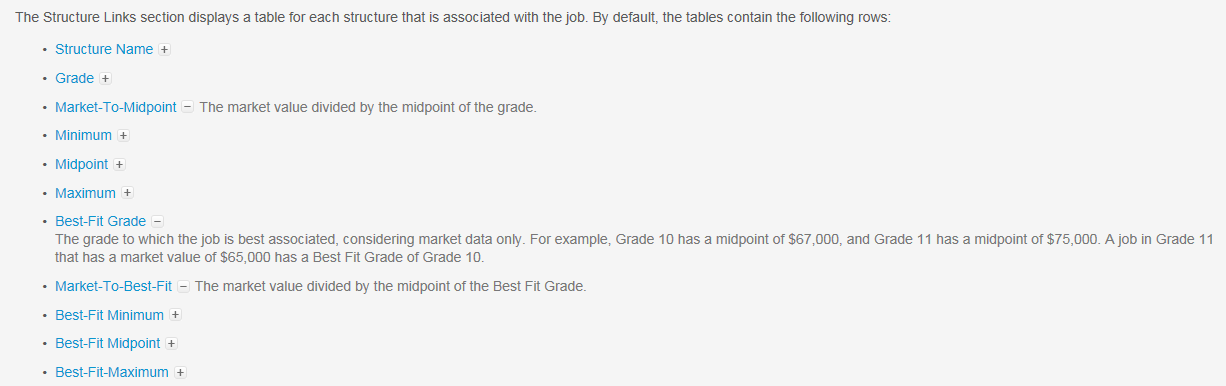 The Structure Links section displays a table for each structure that is associated with the job. By default, the tables contain the following rows:
• Structure Name +
• Grade +
• Market-To-Midpoint − The market value divided by the midpoint of the grade.
• Minimum +
• Midpoint +
• Maximum +
• Best-Fit Grade −
The grade to which the job is best associated, considering market data only. For example, Grade 10 has a midpoint of $67,000, and Grade 11 has a midpoint of $75,000. A job in Grade 11
that has a market value of $65,000 has a Best Fit Grade of Grade 10.
• Market-To-Best-Fit − The market value divided by the midpoint of the Best Fit Grade.
• Best-Fit Minimum +
• Best-Fit Midpoint +
• Best-Fit-Maximum +